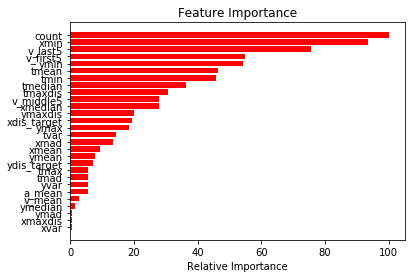 Feature Importance
count
xmin
v_last5
v_first5
ymin
tmean
tmin
tmedian
tmaxdis
v_middle5
xmedian
ymaxdis
xdis_target
ymax
tvar
xmad
xmean
ymean
ydis_target
tmax
tmad
yvar
a_mean
v_mean
ymedian
ymad
xmaxdis
xvar
0 20 40 60 80 100
Relative Importance